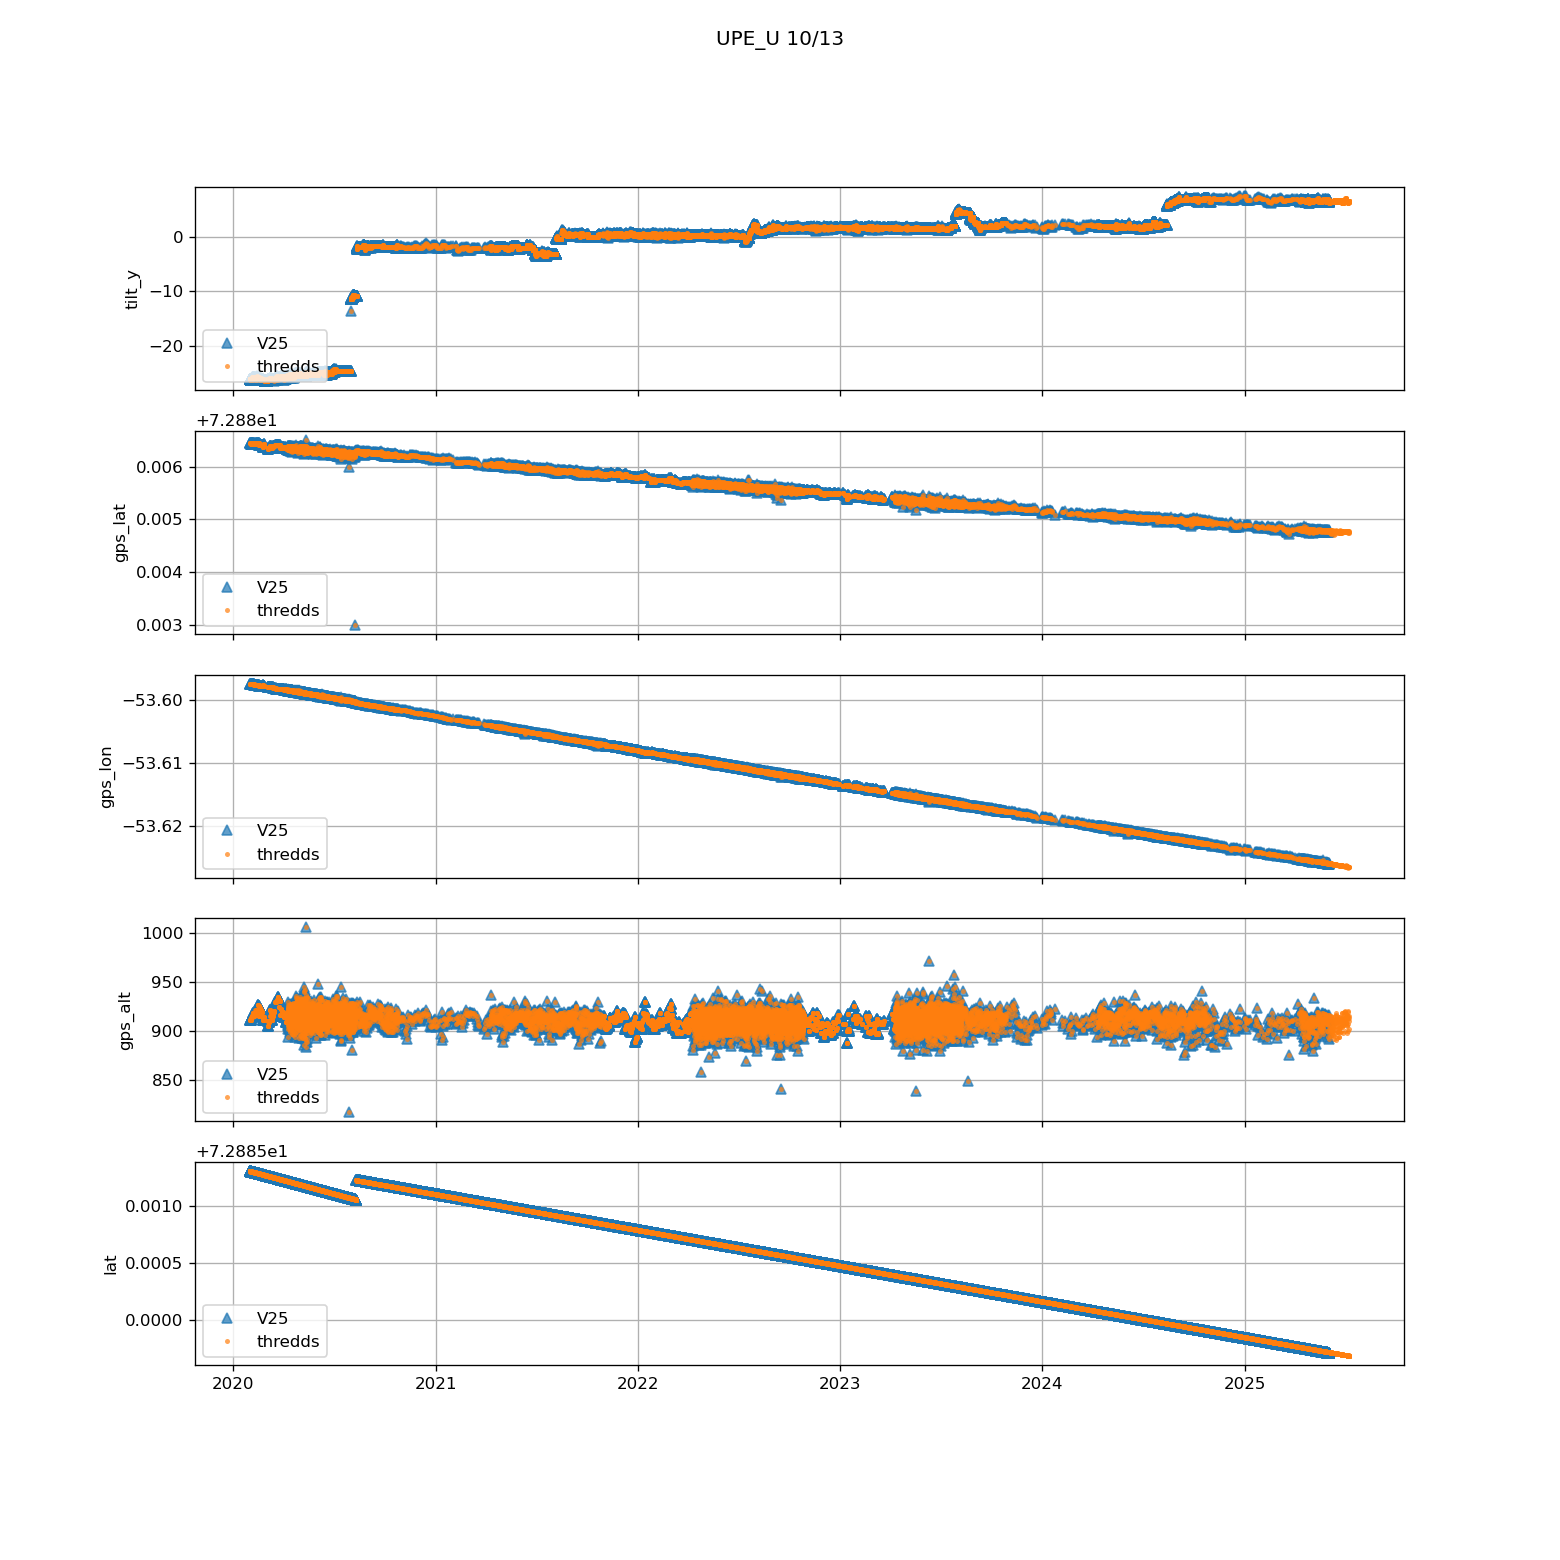 UPE_U 10/13
0
−10
−20
tilt_y
V25
thredds
+7.288e1
0.006
0.005
0.004
0.003
gps_lat
V25
thredds
−53.60
−53.61
−53.62
gps_lon
V25
thredds
1000
950
900
850
gps_alt
V25
thredds
+7.2885e1
0.0010
0.0005
0.0000
lat
V25
thredds
2020 2021 2022 2023 2024 2025